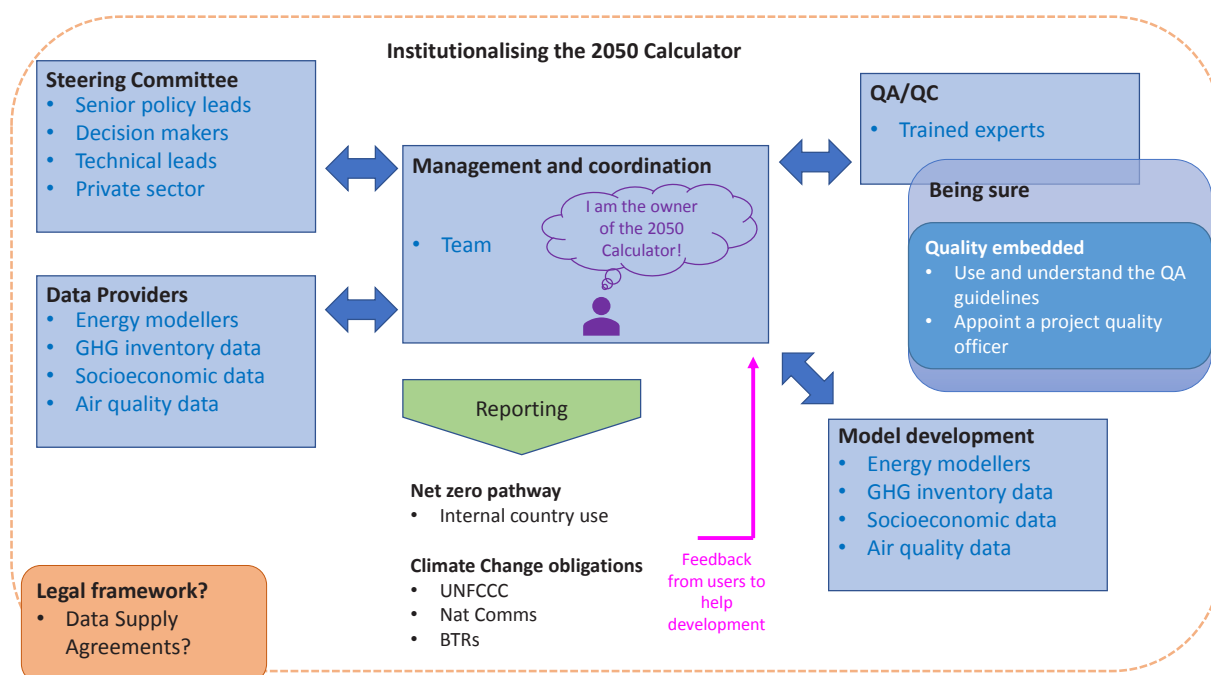 Institutionalising the 2050 Calculator
Steering Committee
• Senior policy leads
• Decision makers
• Technical leads
• Private sector
Data Providers
• Energy modellers
• GHG inventory data
• Socioeconomic data
• Air quality data
Management and coordination
• Team
I am the owner
of the 2050
Calculator!
QA/QC
• Trained experts
Being sure
Quality embedded
• Use and understand the QA
guidelines
• Appoint a project quality
officer
Model development
• Energy modellers
• GHG inventory data
• Socioeconomic data
• Air quality data
Reporting
Net zero pathway
• Internal country use
Climate Change obligations
• UNFCCC
• Nat Comms
• BTRs
Feedback
from users to
help
development
Legal framework?
• Data Supply
Agreements?